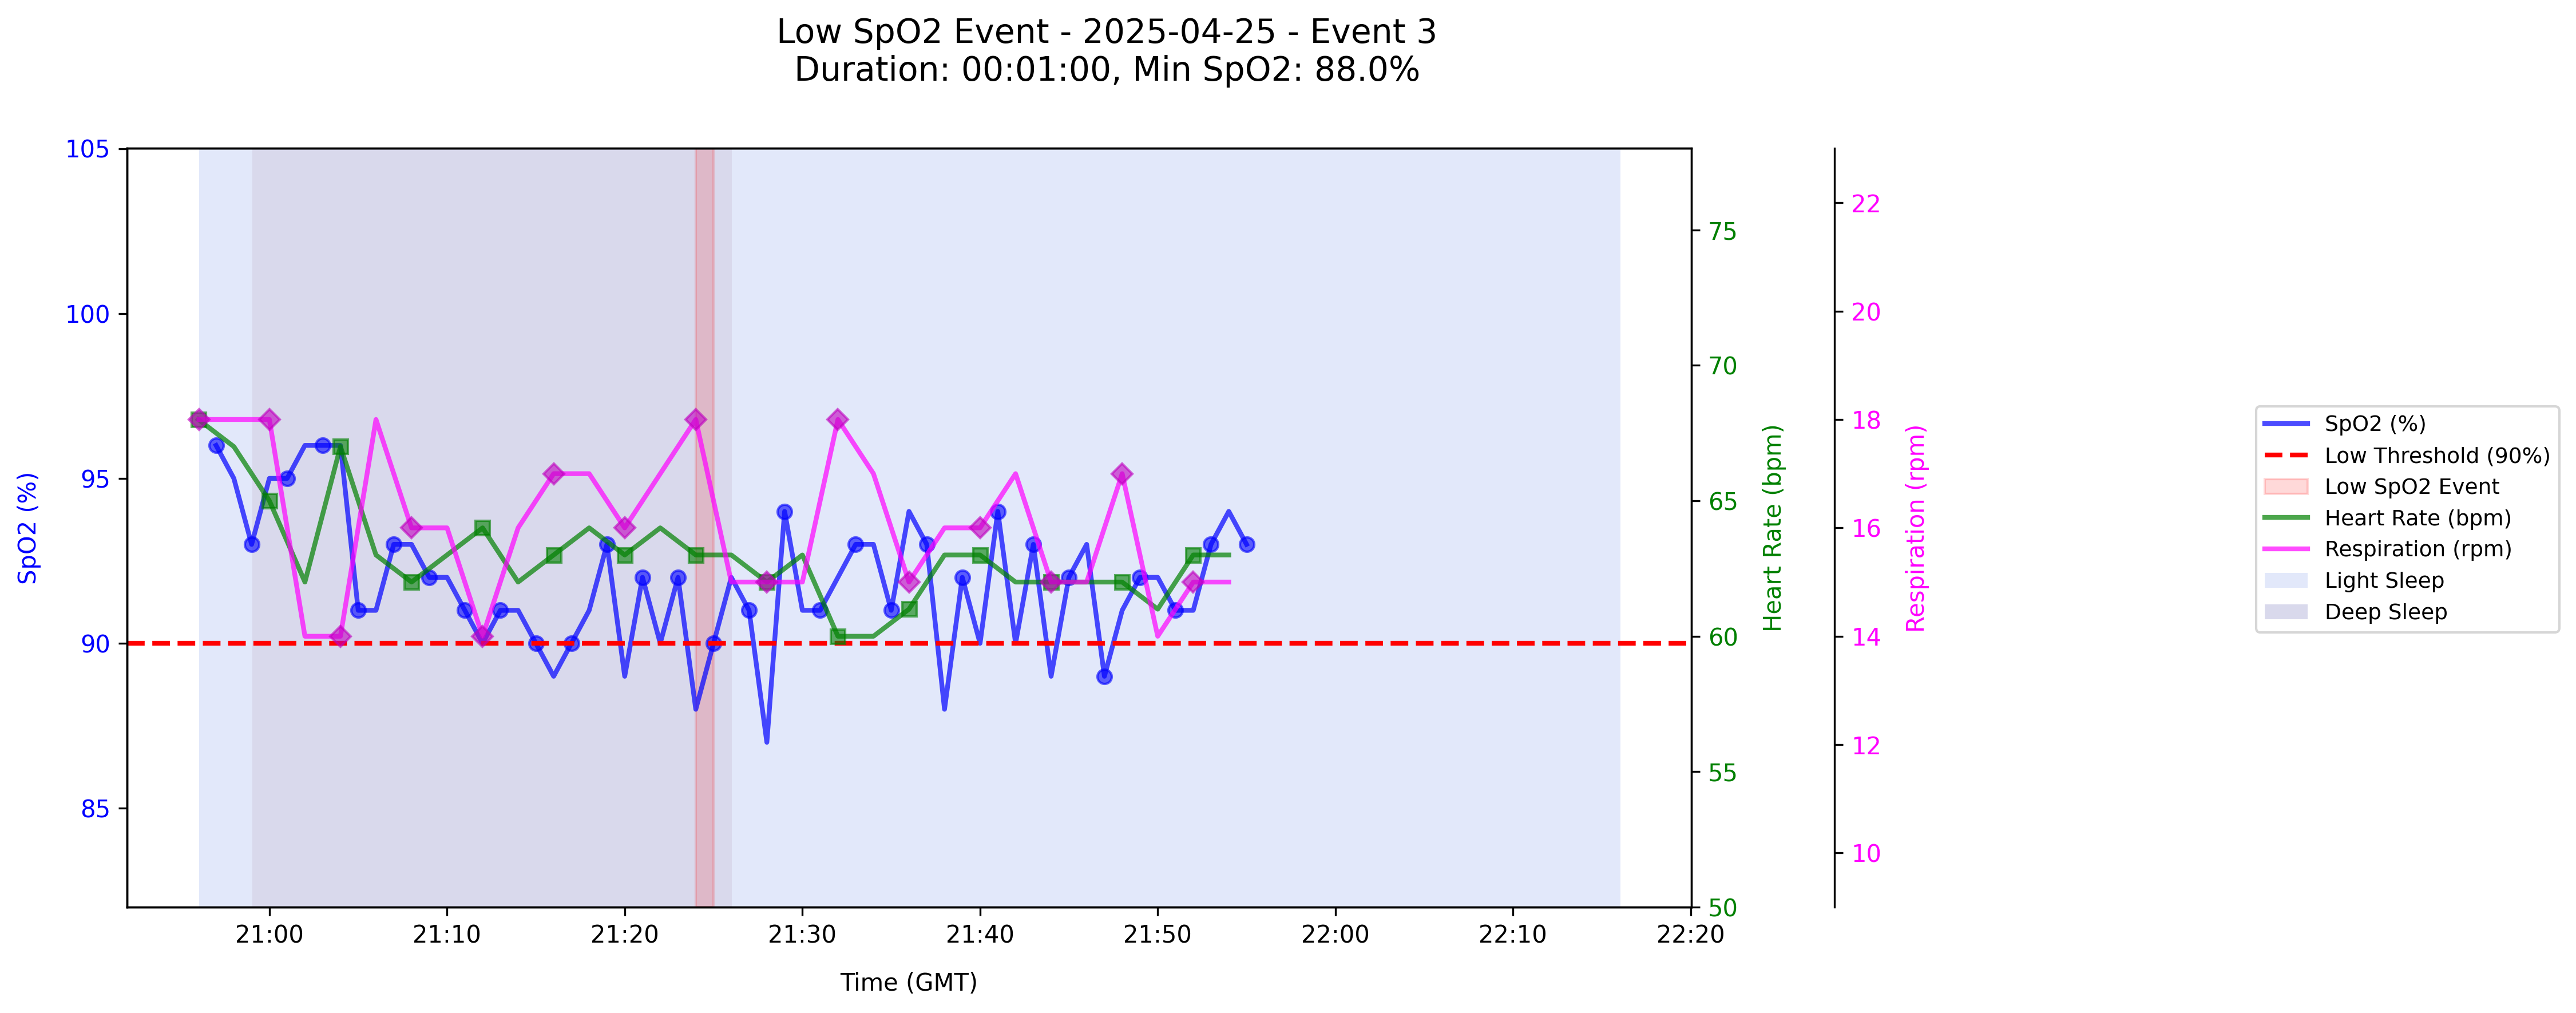 Low SpO2 Event - 2025-04-25 - Event 3
Duration: 00:01:00, Min SpO2: 88.0%
105
100
95
90
85
SpO2 (%)
75
70
65
60
55
50
Heart Rate (bpm)
22
20
18
16
14
12
10
Respiration (rpm)
SpO2 (%)
Low Threshold (90%)
Low SpO2 Event
Heart Rate (bpm)
Respiration (rpm)
Light Sleep
Deep Sleep
21:00 21:10 21:20 21:30 21:40 21:50 22:00 22:10 22:20
Time (GMT)